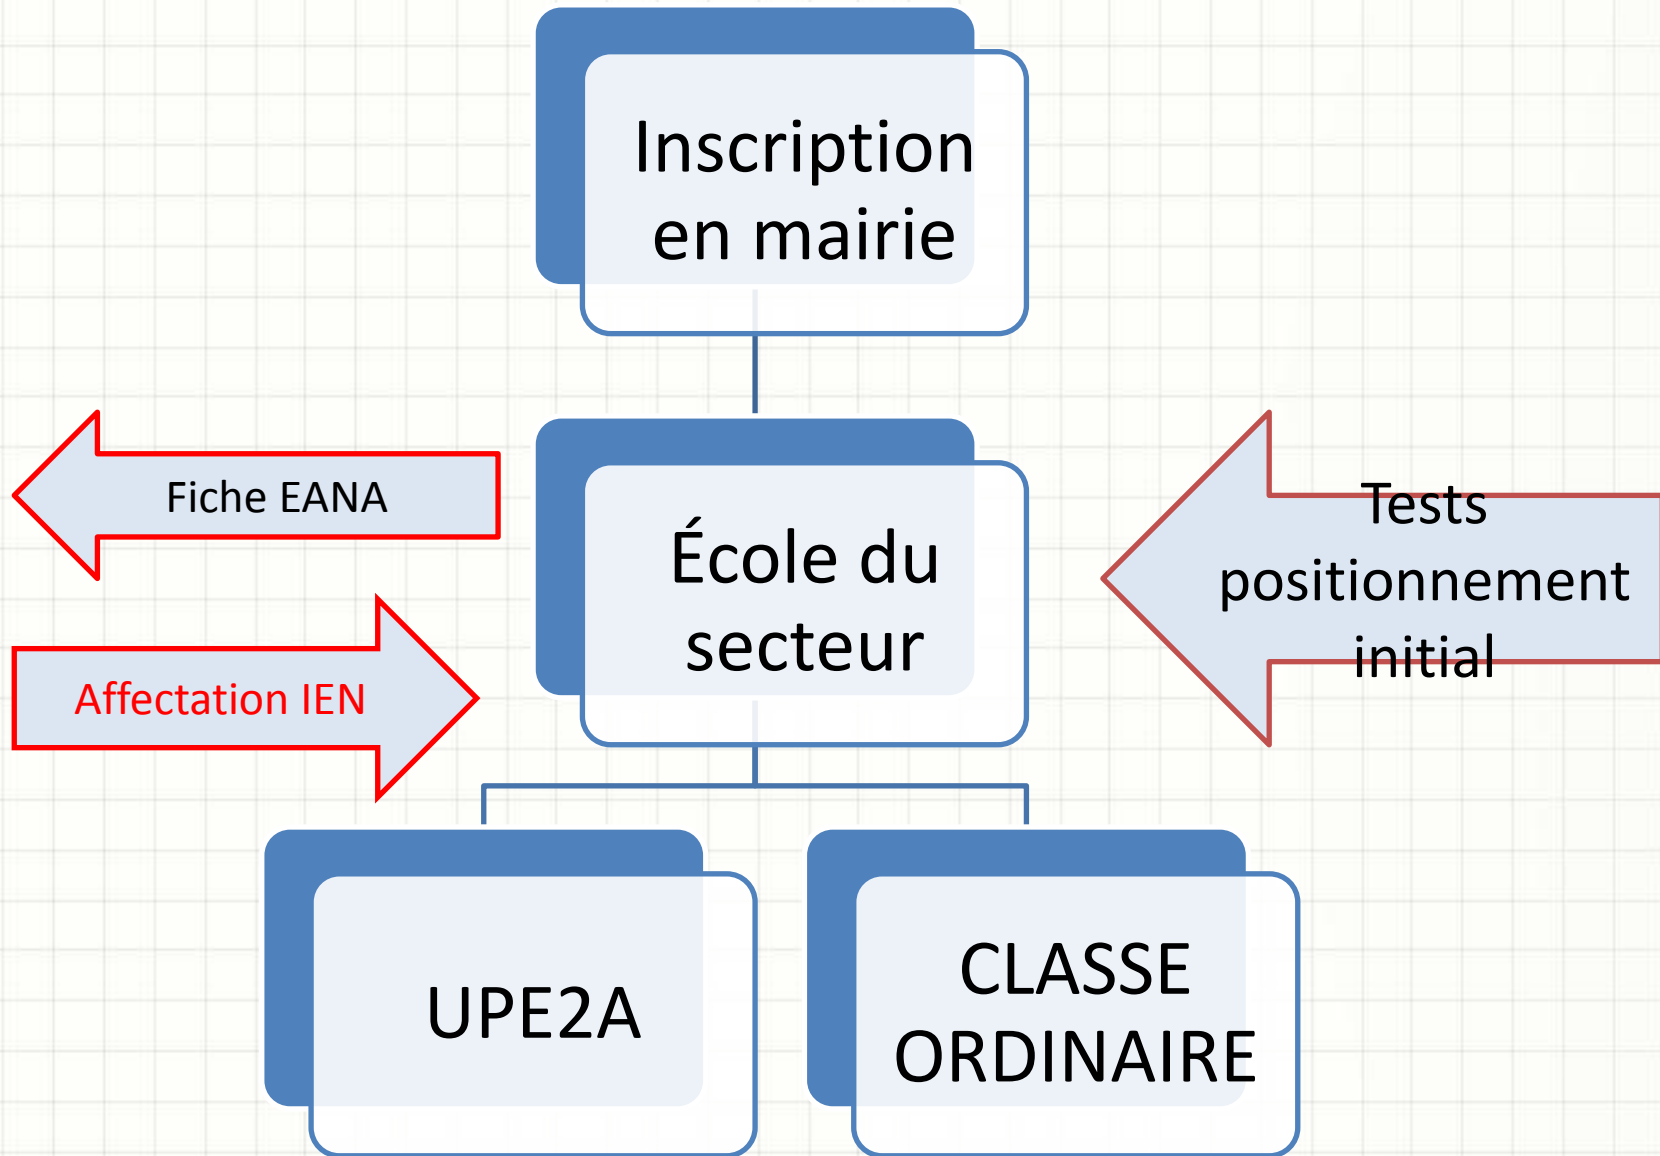 Inscription
en mairie
Fiche EANA
École du
secteur
Tests
positionnement
initial
Affectation IEN
UPE2A
CLASSE
ORDINAIRE